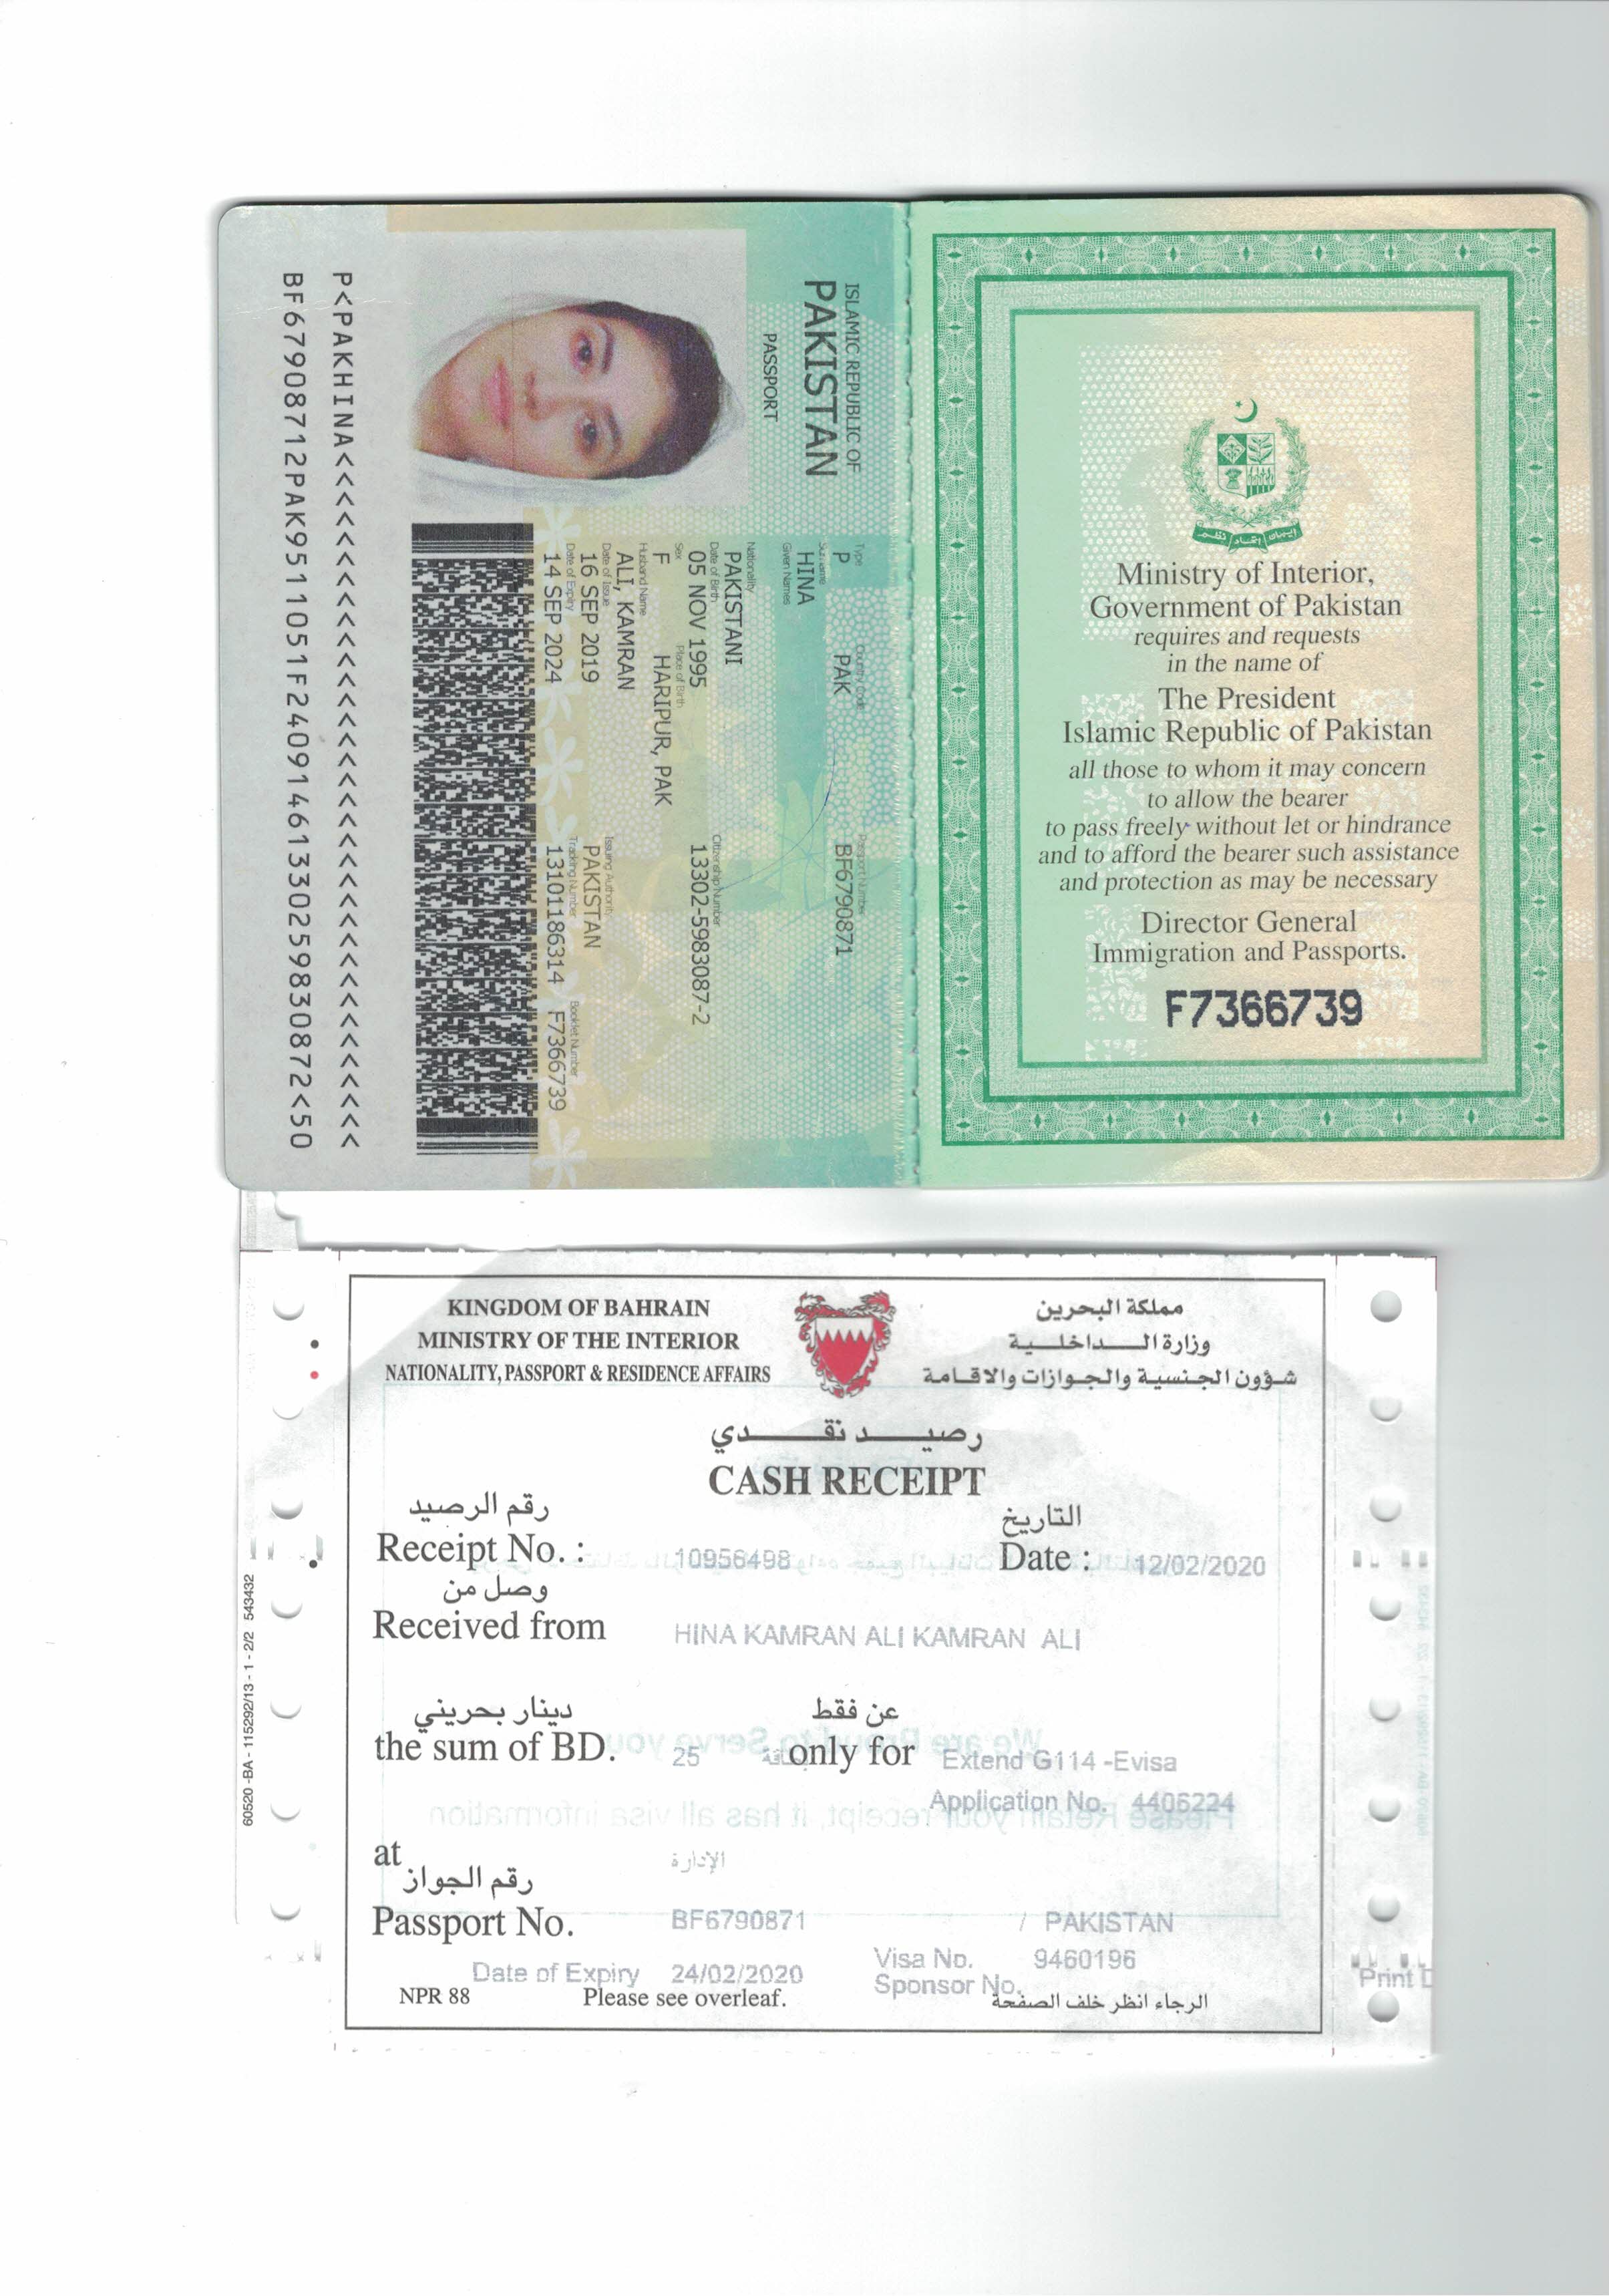 ISLAMIC REPUBLIC OF
PAKISTAN
PASSPORT
Type
Country Code
Passport Number
P
PAK
BF6790871
Surname
HINA
Given Names
Nationality
PAKISTANI
Date of Birth
Citizenship Number
05 NOV 1995
13302-5983087-2
Sex
Place of Birth
F
HARIPUR, PAK
Husband Name
ALI, KAMRAN
Date of Issue
Issuing Authority
16 SEP 2019
PAKISTAN
Date of Expiry
Tracking Number
Booklet Number
14 SEP 2024
13101186314
F7366739
P<PAKHINA<<<<<<<<<<<<<<<<<<<<<<<<<<<<<<<<<<<
BF67908712PAK9511051F24091461330259830872<50
ایمان اتحاد نظم
Ministry of Interior,
Government of Pakistan
requires and requests
in the name of
The President
Islamic Republic of Pakistan
all those to whom it may concern
to allow the bearer
to pass freely without let or hindrance
and to afford the bearer such assistance
and protection as may be necessary
Director General
Immigration and Passports.
F7366739
KINGDOM OF BAHRAIN
MINISTRY OF THE INTERIOR
NATIONALITY, PASSPORT & RESIDENCE AFFAIRS
مملكة البحرين
وزارة الداخلية
شؤون الجنسية والجوازات والاقامة
رصيد نقدي
CASH RECEIPT
رقم الرصيد
التاريخ
Receipt No. : 10956498
Date : 12/02/2020
وصل من
Received from HINA KAMRAN ALI KAMRAN ALI
دينار بحريني
عن فقط
the sum of BD. 25 only for Extend G114 -Evisa
Application No. 4406224
at
الإدارة
رقم الجواز
Passport No. BF6790871 / PAKISTAN
Visa No. 9460196
Date of Expiry 24/02/2020
Sponsor No.
NPR 88
Please see overleaf.
الرجاء انظر خلف الصفحة
Print
60520 -BA - 115292/13 - 1 - 2/2 543432
We are Proud to Serve you
Please Retain your receipt, it has all visa information